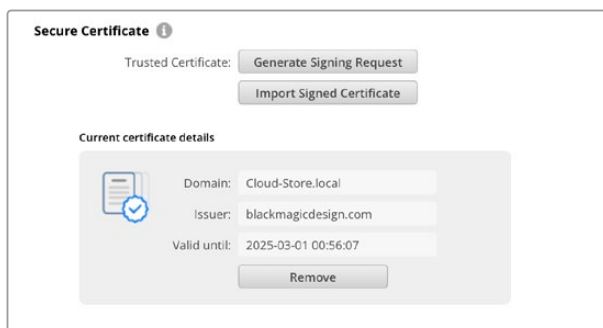 Secure Certificate i
Trusted Certificate: Generate Signing Request
Import Signed Certificate
Current certificate details
Domain: Cloud-Store.local
Issuer: blackmagicdesign.com
Valid until: 2025-03-01 00:56:07
Remove